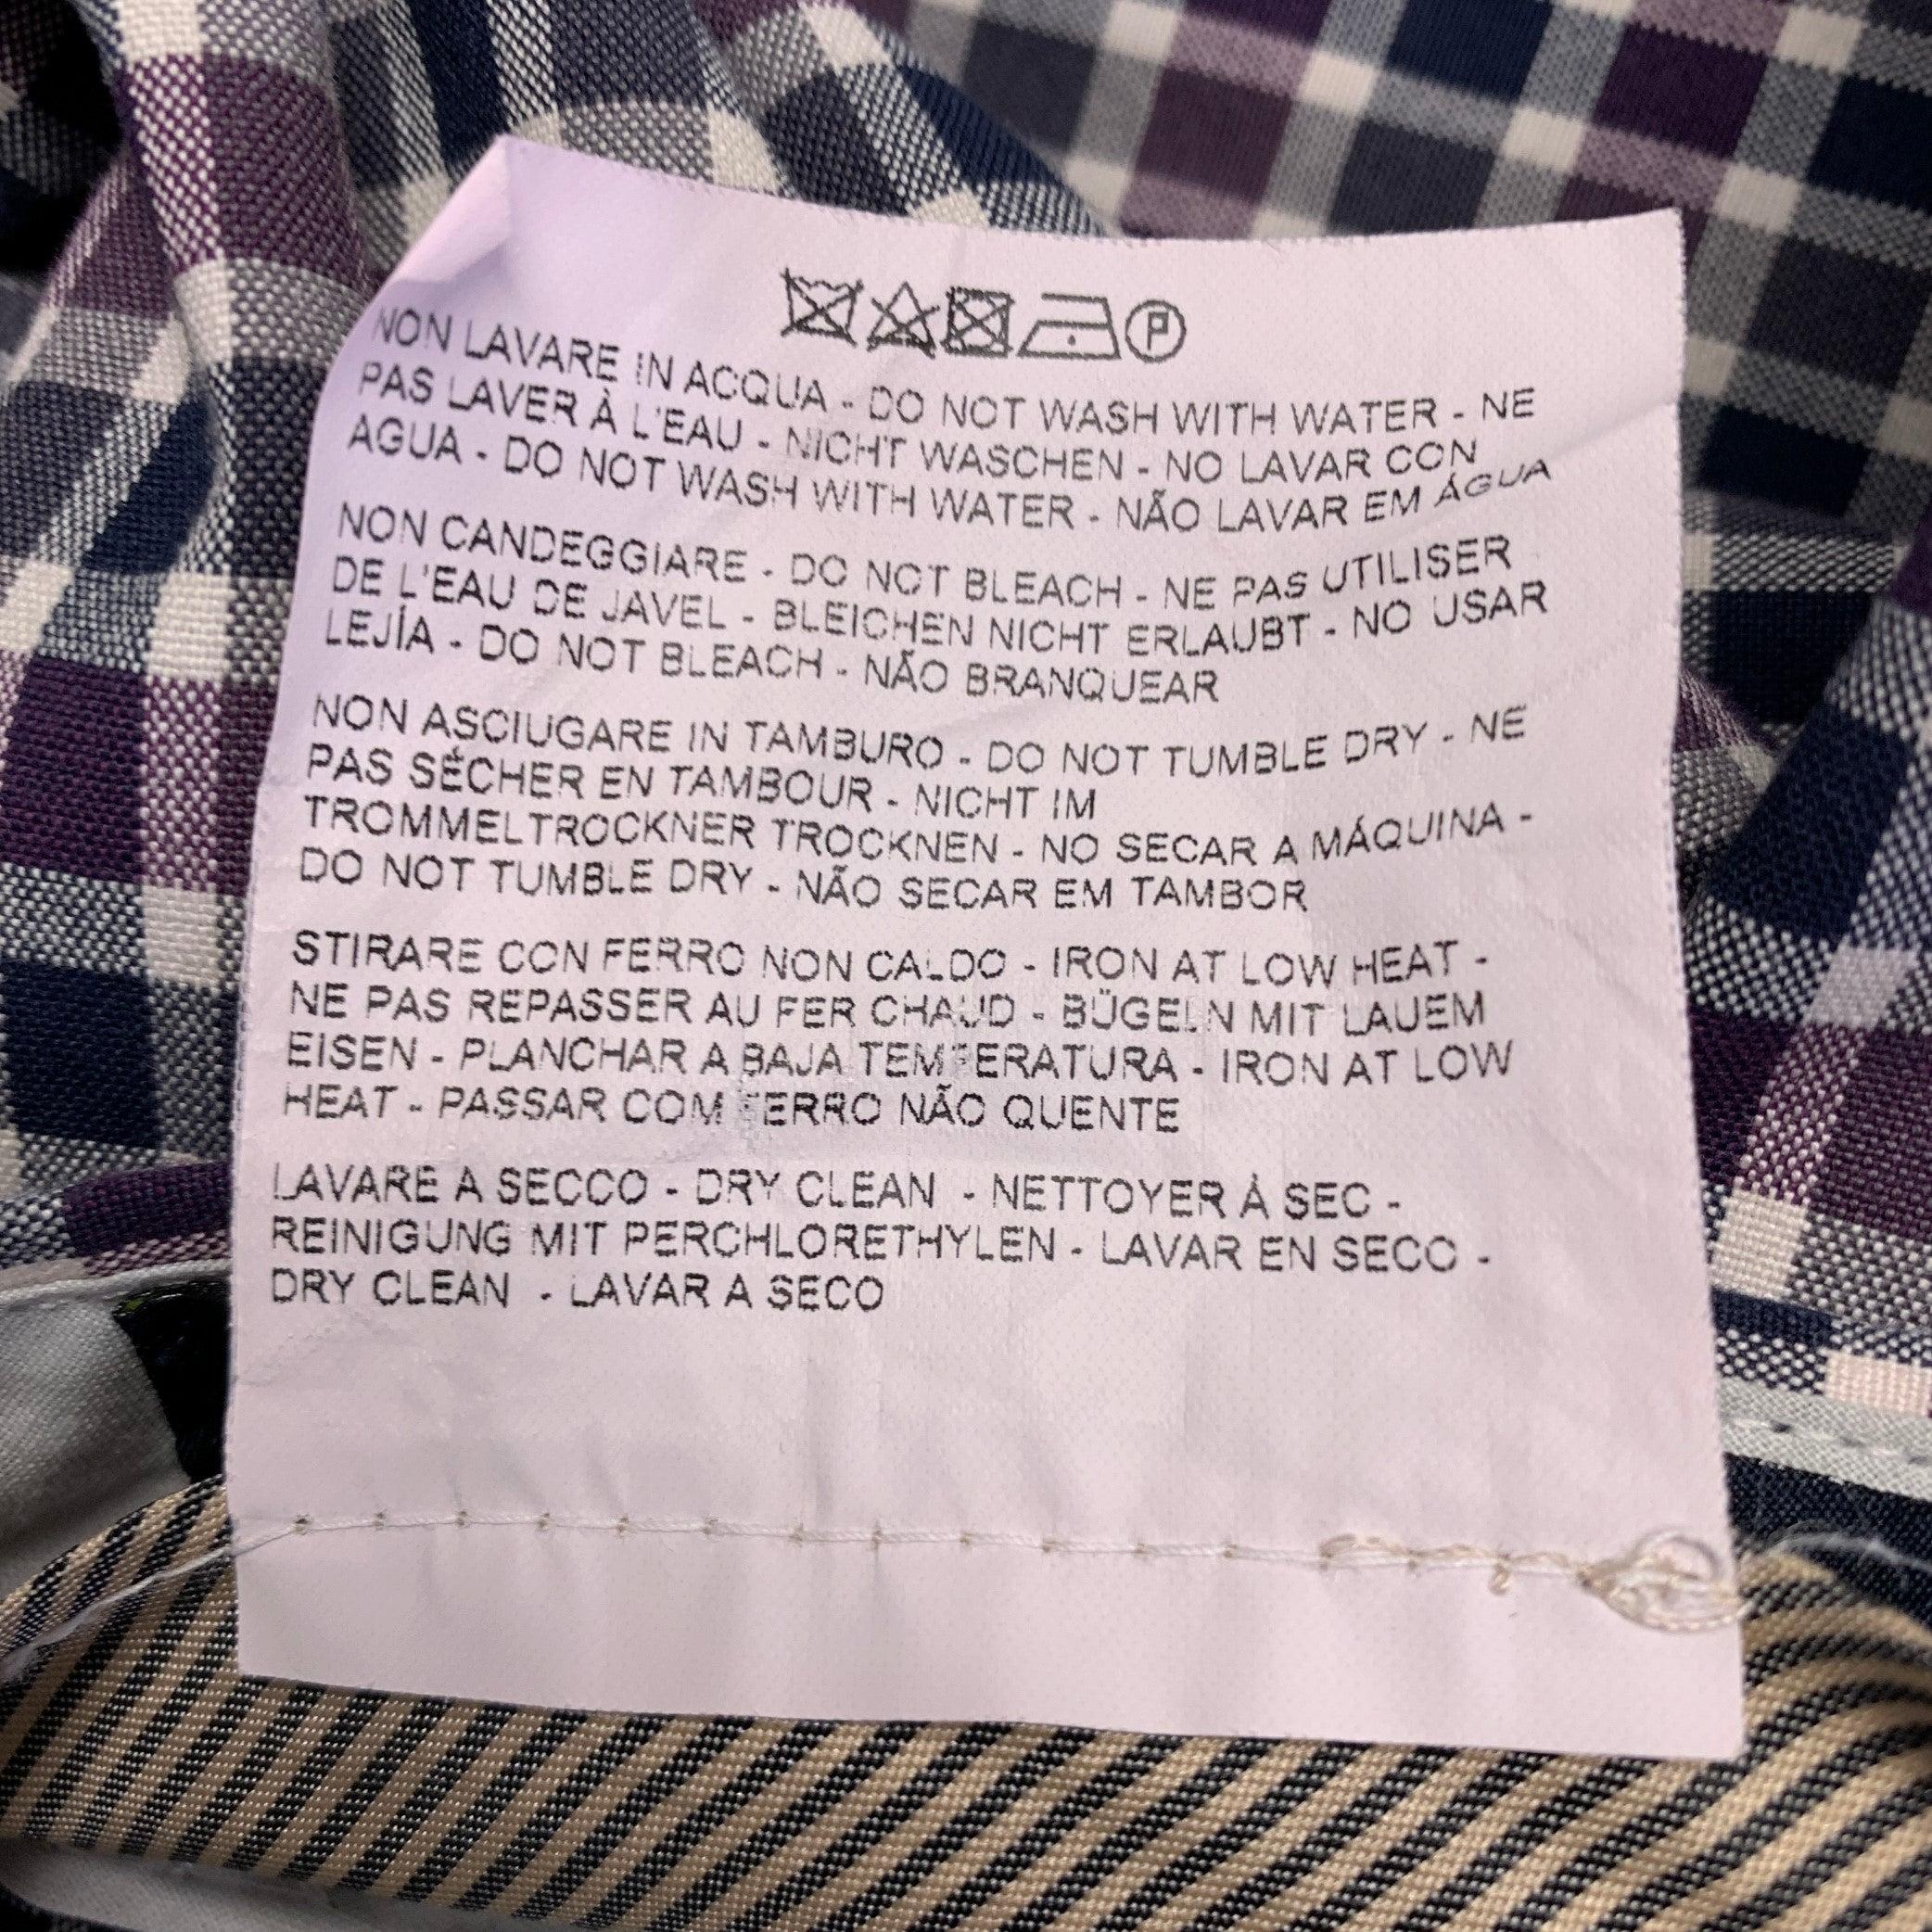 NON LAVARE IN ACQUA - DO NOT WASH WITH WATER - NE
PAS LAVER À L'EAU - NICHT WASCHEN - NO LAVAR CON
AGUA - DO NOT WASH WITH WATER - NÃO LAVAR EM ÁGUA
NON CANDEGGIARE - DO NOT BLEACH - NE PAS UTILISER
DE L'EAU DE JAVEL - BLEICHEN NICHT ERLAUBT - NO USAR
LEJÍA - DO NOT BLEACH - NÃO BRANQUEAR
NON ASCIUGARE IN TAMBURO - DO NOT TUMBLE DRY - NE
PAS SÉCHER EN TAMBOUR - NICHT IM
TROMMELTROCKNER TROCKNEN - NO SECAR A MÁQUINA -
DO NOT TUMBLE DRY - NÃO SECAR EM TAMBOR
STIRARE CON FERRO NON CALDO - IRON AT LOW HEAT -
NE PAS REPASSER AU FER CHAUD - BÜGELN MIT LAUEM
EISEN - PLANCHAR A BAJA TEMPERATURA - IRON AT LOW
HEAT - PASSAR COM FERRO NÃO QUENTE
LAVARE A SECCO - DRY CLEAN - NETTOYER À SEC -
REINIGUNG MIT PERCHLORETHYLEN - LAVAR EN SECO -
DRY CLEAN - LAVAR A SECO